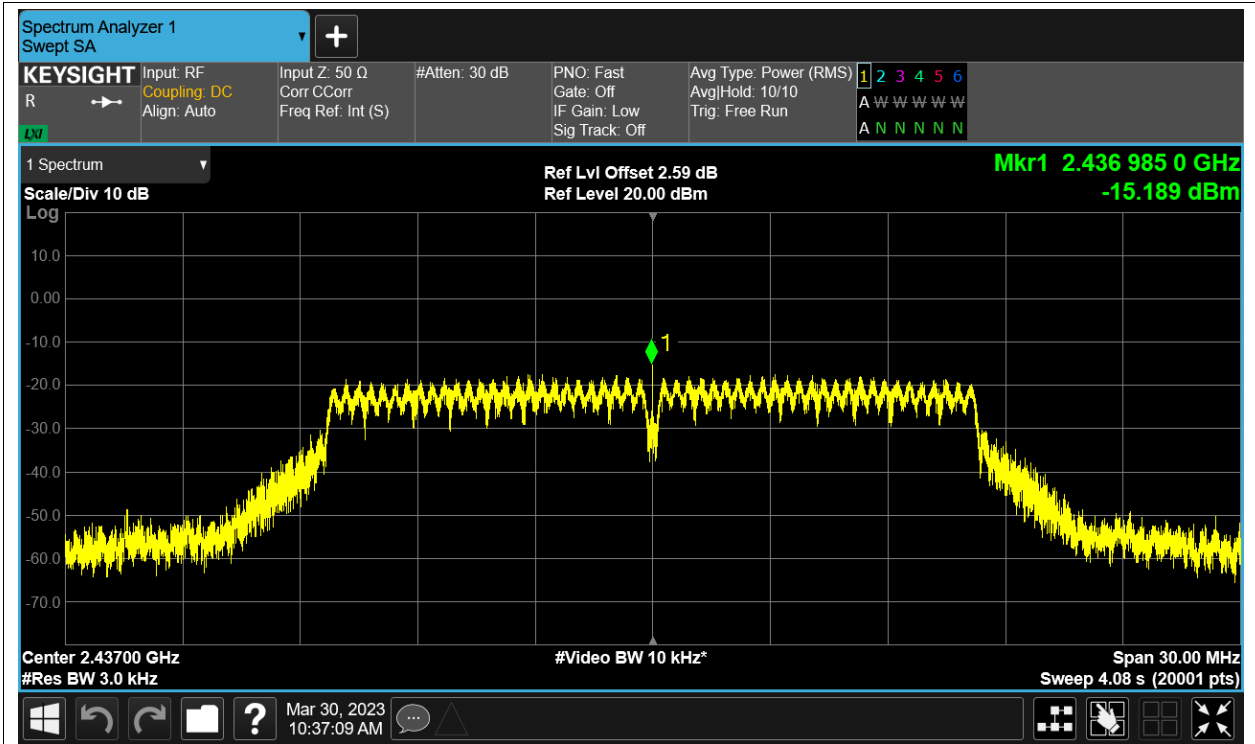 Spectrum Analyzer 1
Swept SA
+
KEYSIGHT
R
LXI
Input: RF
Coupling: DC
Align: Auto
Input Z: 50 Ω
Corr CCorr
Freq Ref: Int (S)
#Atten: 30 dB
PNO: Fast
Gate: Off
IF Gain: Low
Sig Track: Off
Avg Type: Power (RMS)
Avg|Hold: 10/10
Trig: Free Run
1 2 3 4 5 6
A W W W W W
A N N N N N
1 Spectrum
Scale/Div 10 dB
Log
Ref Lvl Offset 2.59 dB
Ref Level 20.00 dBm
Mkr1 2.436 985 0 GHz
-15.189 dBm
10.0
0.00
-10.0
1
-20.0
-30.0
-40.0
-50.0
-60.0
-70.0
Center 2.43700 GHz
#Res BW 3.0 kHz
#Video BW 10 kHz*
Span 30.00 MHz
Sweep 4.08 s (20001 pts)
?
Mar 30, 2023
10:37:09 AM